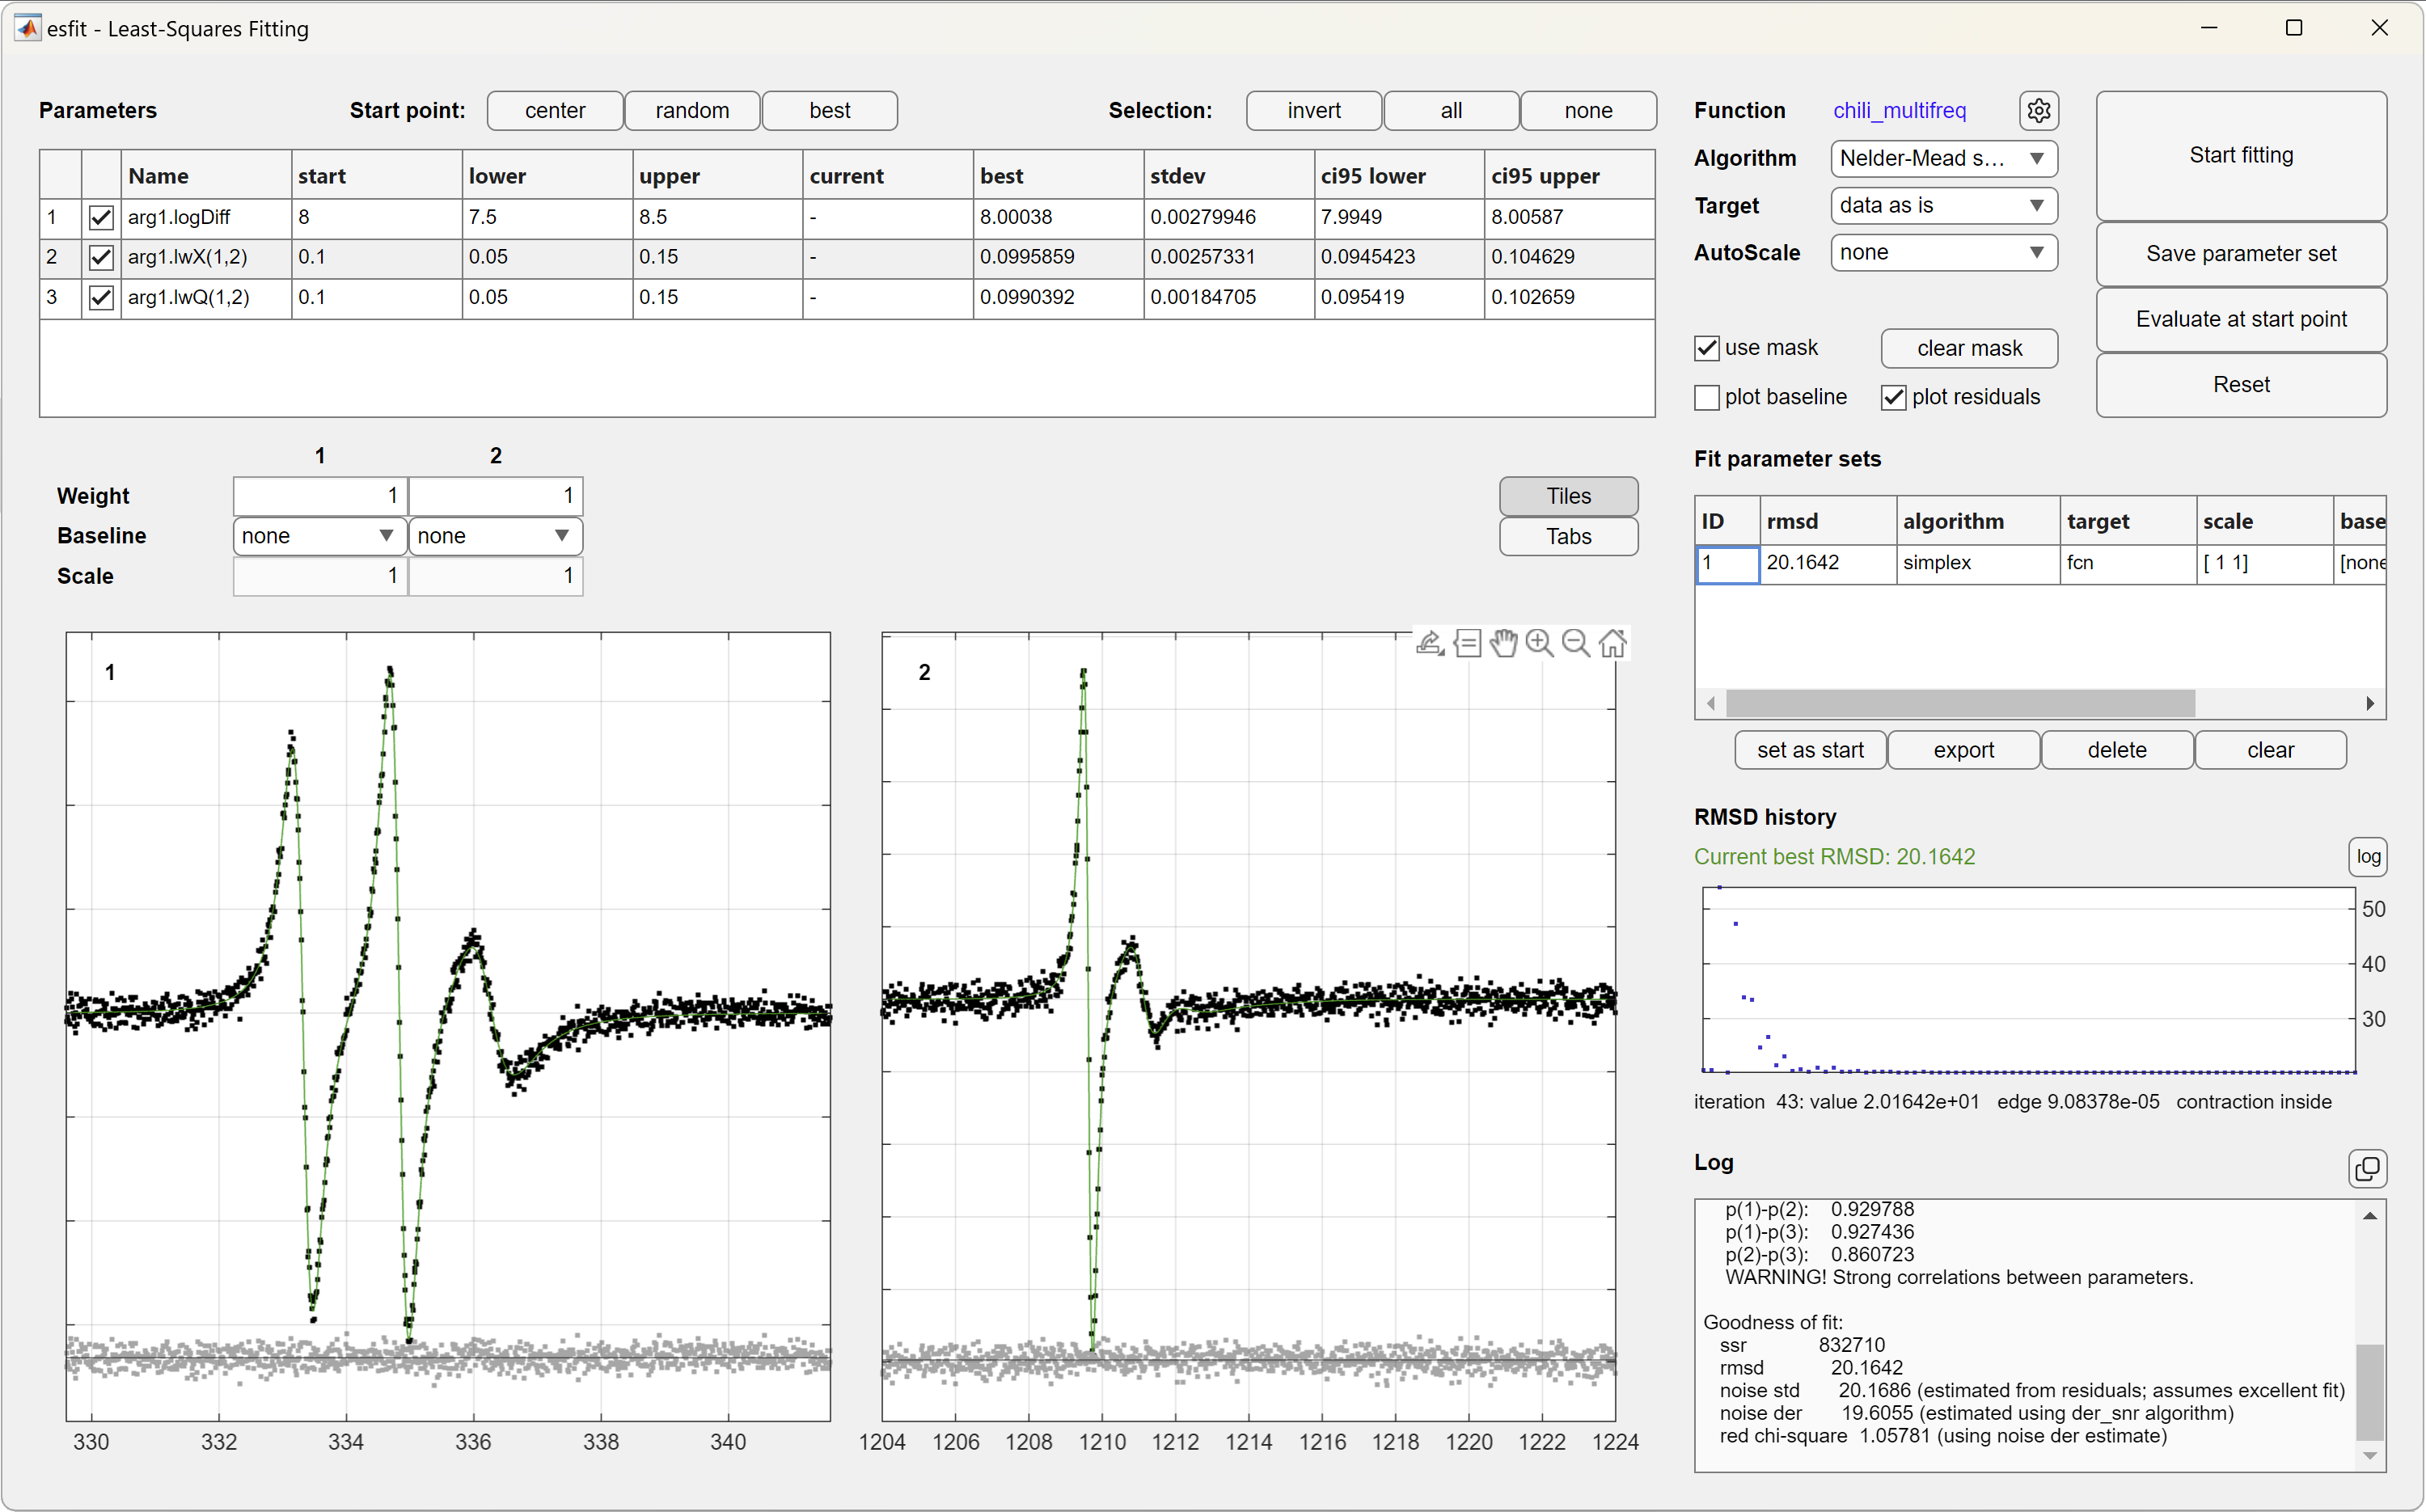 esfit - Least-Squares Fitting
Parameters Start point: center random best Selection: invert all none
Name start lower upper current best stdev ci95 lower ci95 upper
1 arg1.logDiff 8 7.5 8.5 - 8.00038 0.00279946 7.9949 8.00587
2 arg1.lwX(1,2) 0.1 0.05 0.15 - 0.0995859 0.00257331 0.0945423 0.104629
3 arg1.lwQ(1,2) 0.1 0.05 0.15 - 0.0990392 0.00184705 0.095419 0.102659
Function chili_multifreq
Algorithm Nelder-Mead s...
Target data as is
AutoScale none
use mask clear mask
plot baseline plot residuals
Start fitting
Save parameter set
Evaluate at start point
Reset
1 2
Weight 1 1
Baseline none none
Scale 1 1
Tiles
Tabs
1
330 332 334 336 338 340
2
1204 1206 1208 1210 1212 1214 1216 1218 1220 1222 1224
Fit parameter sets
ID rmsd algorithm target scale base
1 20.1642 simplex fcn [ 1 1] [none
set as start export delete clear
RMSD history
Current best RMSD: 20.1642 log
50
40
30
iteration 43: value 2.01642e+01 edge 9.08378e-05 contraction inside
Log
p(1)-p(2): 0.929788
p(1)-p(3): 0.927436
p(2)-p(3): 0.860723
WARNING! Strong correlations between parameters.
Goodness of fit:
ssr 832710
rmsd 20.1642
noise std 20.1686 (estimated from residuals; assumes excellent fit)
noise der 19.6055 (estimated using der_snr algorithm)
red chi-square 1.05781 (using noise der estimate)